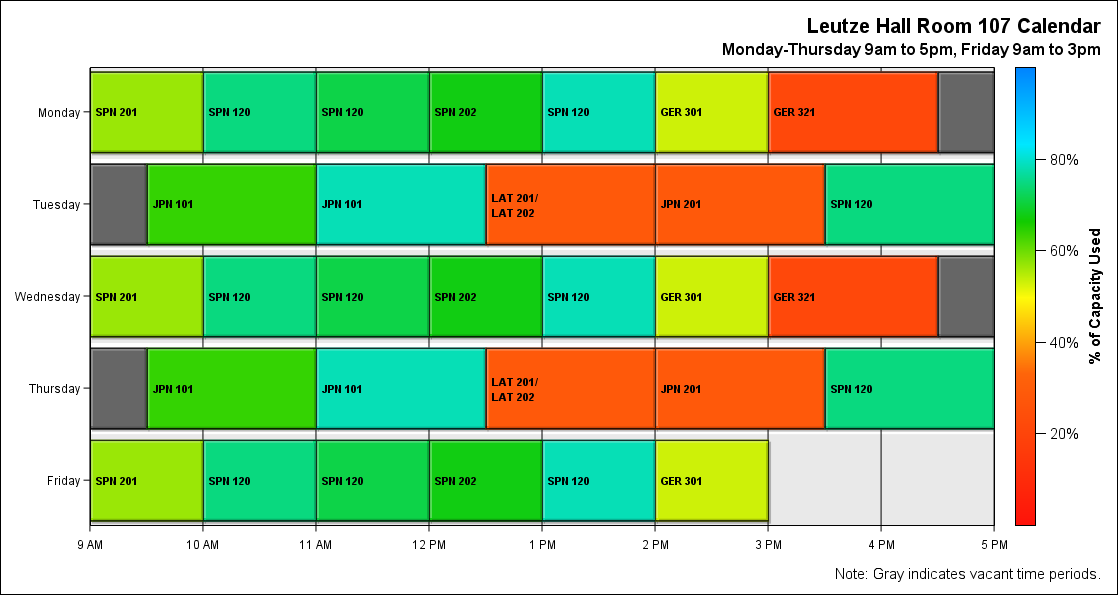 Leutze Hall Room 107 Calendar
Monday-Thursday 9am to 5pm, Friday 9am to 3pm
Monday
SPN 201
SPN 120
SPN 120
SPN 202
SPN 120
GER 301
GER 321
Tuesday
JPN 101
JPN 101
LAT 201/
LAT 202
JPN 201
SPN 120
Wednesday
SPN 201
SPN 120
SPN 120
SPN 202
SPN 120
GER 301
GER 321
Thursday
JPN 101
JPN 101
LAT 201/
LAT 202
JPN 201
SPN 120
Friday
SPN 201
SPN 120
SPN 120
SPN 202
SPN 120
GER 301
9 AM
10 AM
11 AM
12 PM
1 PM
2 PM
3 PM
4 PM
5 PM
80%
60%
40%
20%
% of Capacity Used
Note: Gray indicates vacant time periods.